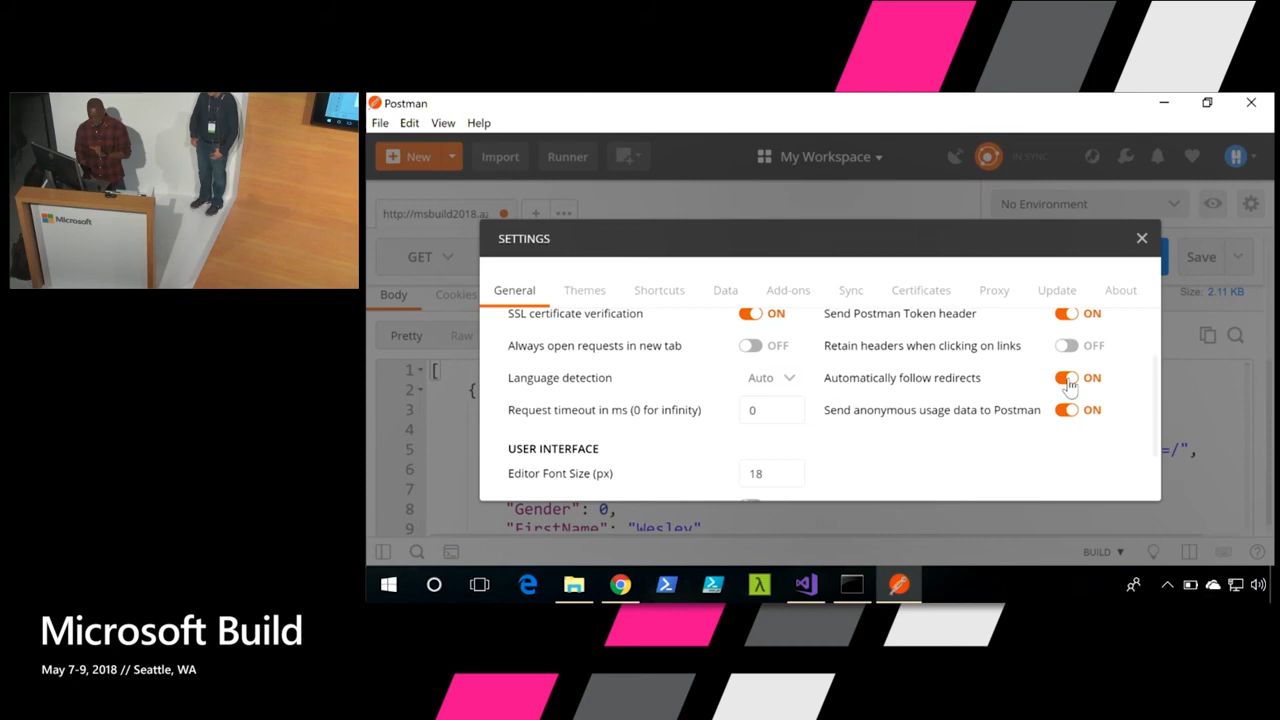 Microsoft
Postman
File Edit View Help
New Import Runner My Workspace IN SYNC H
http://msbuild2018.az
No Environment
GET Save
Body Cookies Size: 2.11 KB
Pretty Raw
SETTINGS
General Themes Shortcuts Data Add-ons Sync Certificates Proxy Update About
SSL certificate verification ON Send Postman Token header ON
Always open requests in new tab OFF Retain headers when clicking on links OFF
Language detection Auto Automatically follow redirects ON
Request timeout in ms (0 for infinity) 0 Send anonymous usage data to Postman ON
USER INTERFACE
Editor Font Size (px) 18
1 [
2 {
3
4
5 =/",
6
7
8 "Gender": 0,
9 "FirstName": "Wesley"
BUILD
Microsoft Build
May 7-9, 2018 // Seattle, WA